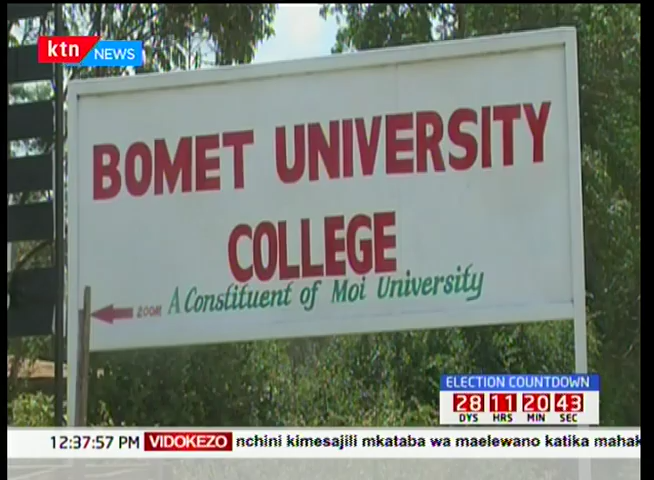 ktn NEWS
BOMET UNIVERSITY
COLLEGE
A Constituent of Moi University
200M
ELECTION COUNTDOWN
28 11 20 43
DYS HRS MIN SEC
12:37:57 PM VIDOKEZO nchini kimesajili mkataba wa maelewano katika mahak